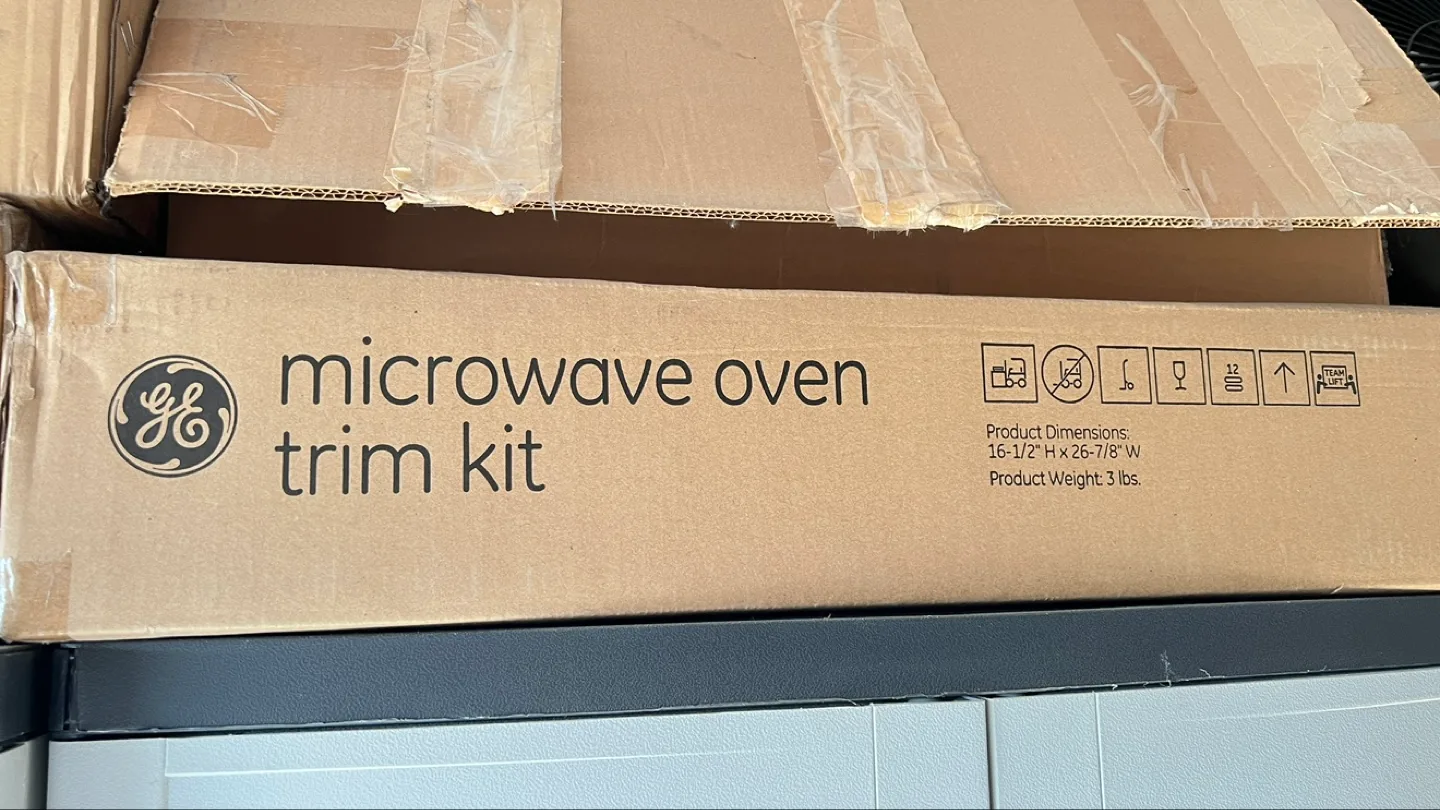 GE
microwave oven
trim kit
12
TEAM
LIFT
Product Dimensions:
16-1/2" H x 26-7/8" W
Product Weight: 3 lbs.